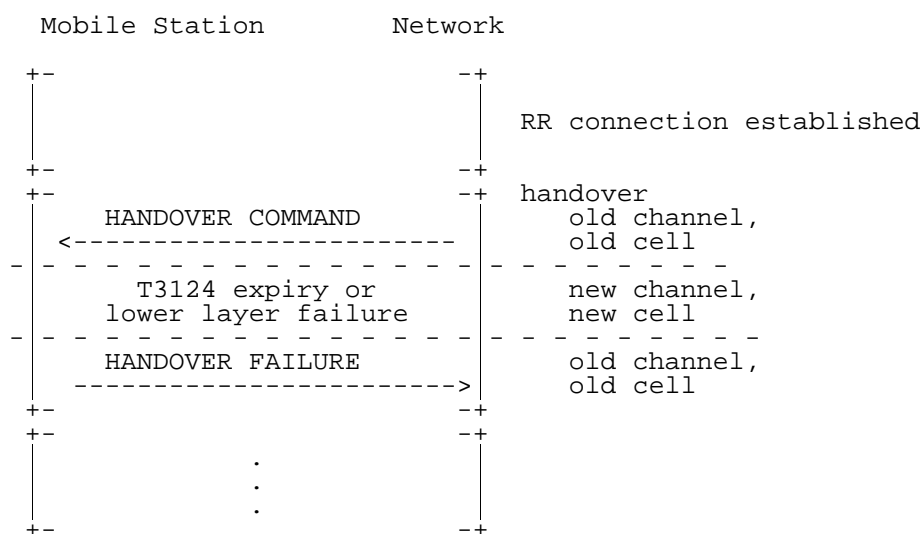 Mobile Station Network
RR connection established
handover
HANDOVER COMMAND old channel,
old cell
T3124 expiry or new channel,
lower layer failure new cell
HANDOVER FAILURE old channel,
old cell
.
.
.